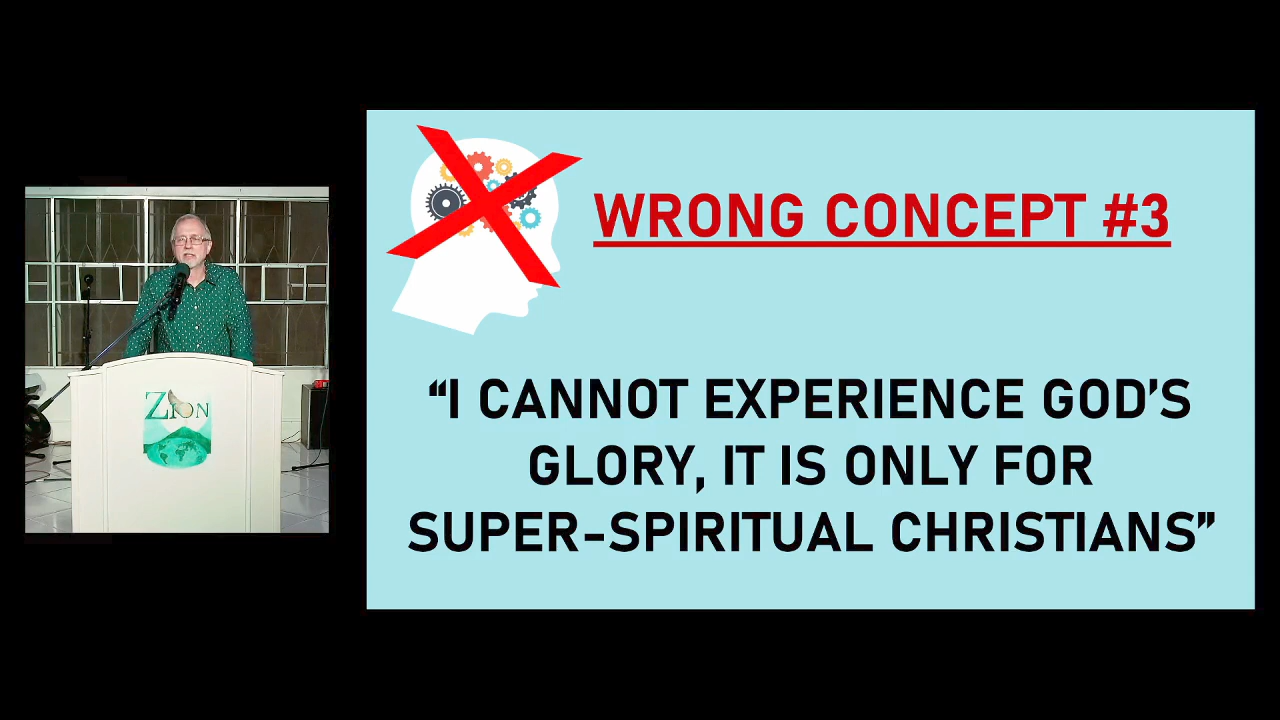 WRONG CONCEPT #3
“I CANNOT EXPERIENCE GOD’S
GLORY, IT IS ONLY FOR
SUPER-SPIRITUAL CHRISTIANS”
ZION